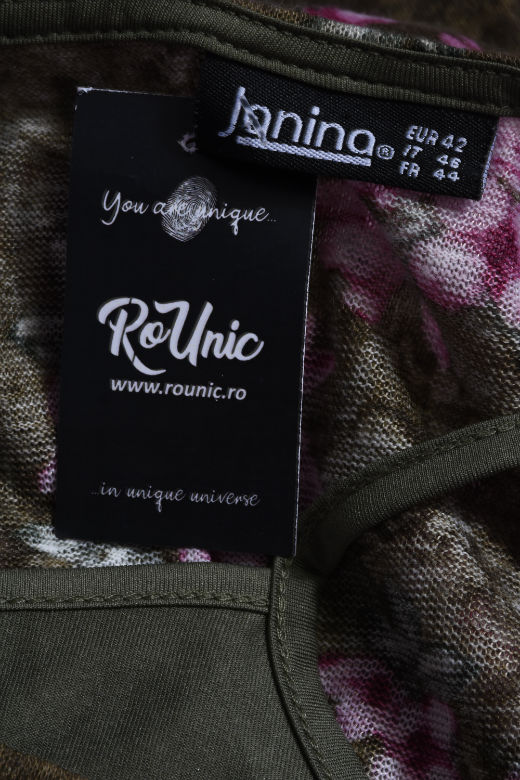 Janina® EUR 42
IT 46
FR 44
You are unique...
RoUnic
www.rounic.ro
...in unique universe